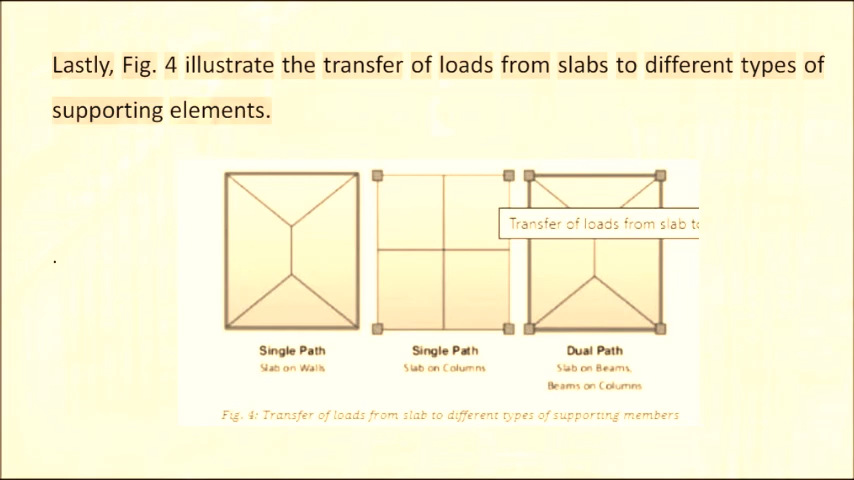 Lastly, Fig. 4 illustrate the transfer of loads from slabs to different types of
supporting elements.
Transfer of loads from slab to
.
Single Path
Slab on Walls
Single Path
Slab on Columns
Dual Path
Slab on Beams,
Beams on Columns
Fig. 4: Transfer of loads from slab to different types of supporting members